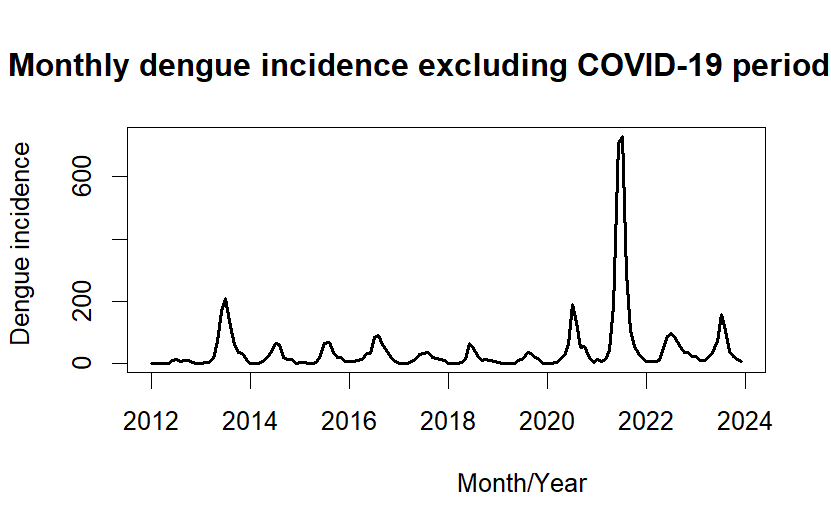 Monthly dengue incidence excluding COVID-19 period
Dengue incidence
600
200
0
2012 2014 2016 2018 2020 2022 2024
Month/Year